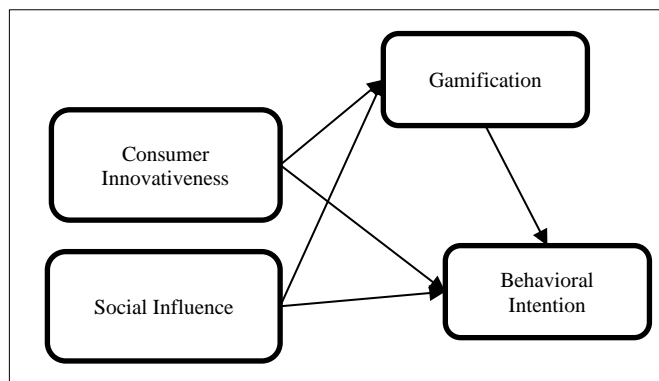 Gamification
Consumer
Innovativeness
Social Influence
Behavioral
Intention